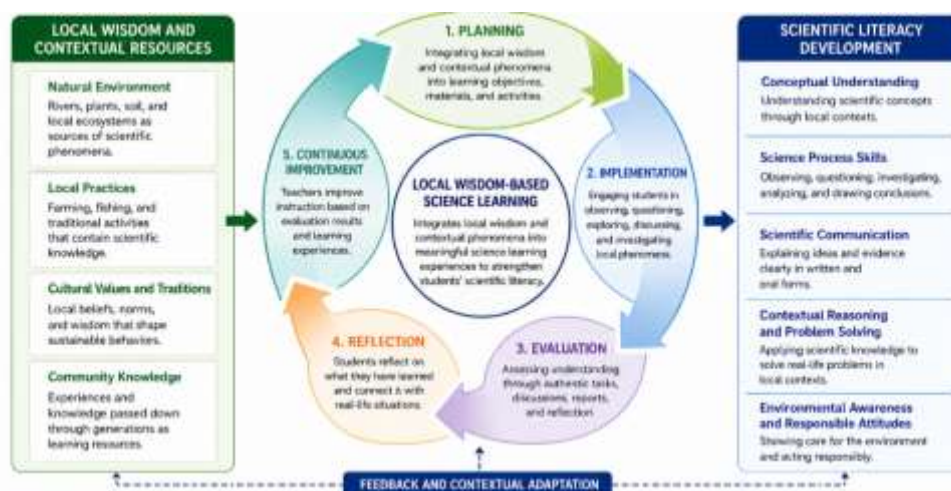 LOCAL WISDOM AND
CONTEXTUAL RESOURCES
Natural Environment
Rivers, plants, soil, and
local ecosystems as
sources of scientific
phenomena.
Local Practices
Farming, fishing, and
traditional activities
that contain scientific
knowledge.
Cultural Values and Traditions
Local beliefs, norms,
and wisdom that shape
sustainable behaviors.
Community Knowledge
Experiences and
knowledge passed down
through generations as
learning resources.
1. PLANNING
Integrating local wisdom
and contextual phenomena
into learning objectives,
materials, and activities.
2. IMPLEMENTATION
Engaging students in
observing, questioning,
exploring, discussing,
and investigating
local phenomena.
3. EVALUATION
Assessing understanding
through authentic tasks,
discussions, reports,
and reflection.
4. REFLECTION
Students reflect on
what they have learned
and connect it with
real-life situations.
5. CONTINUOUS
IMPROVEMENT
Teachers improve
instruction based on
evaluation results
and learning
experiences.
LOCAL WISDOM-BASED
SCIENCE LEARNING
Integrates local wisdom and
contextual phenomena into
meaningful science learning
experiences to strengthen
students' scientific literacy.
SCIENTIFIC LITERACY
DEVELOPMENT
Conceptual Understanding
Understanding scientific concepts
through local contexts.
Science Process Skills
Observing, questioning, investigating,
analyzing, and drawing conclusions.
Scientific Communication
Explaining ideas and evidence
clearly in written and
oral forms.
Contextual Reasoning
and Problem Solving
Applying scientific knowledge to
solve real-life problems in
local contexts.
Environmental Awareness
and Responsible Attitudes
Showing care for the environment
and acting responsibly.
FEEDBACK AND CONTEXTUAL ADAPTATION